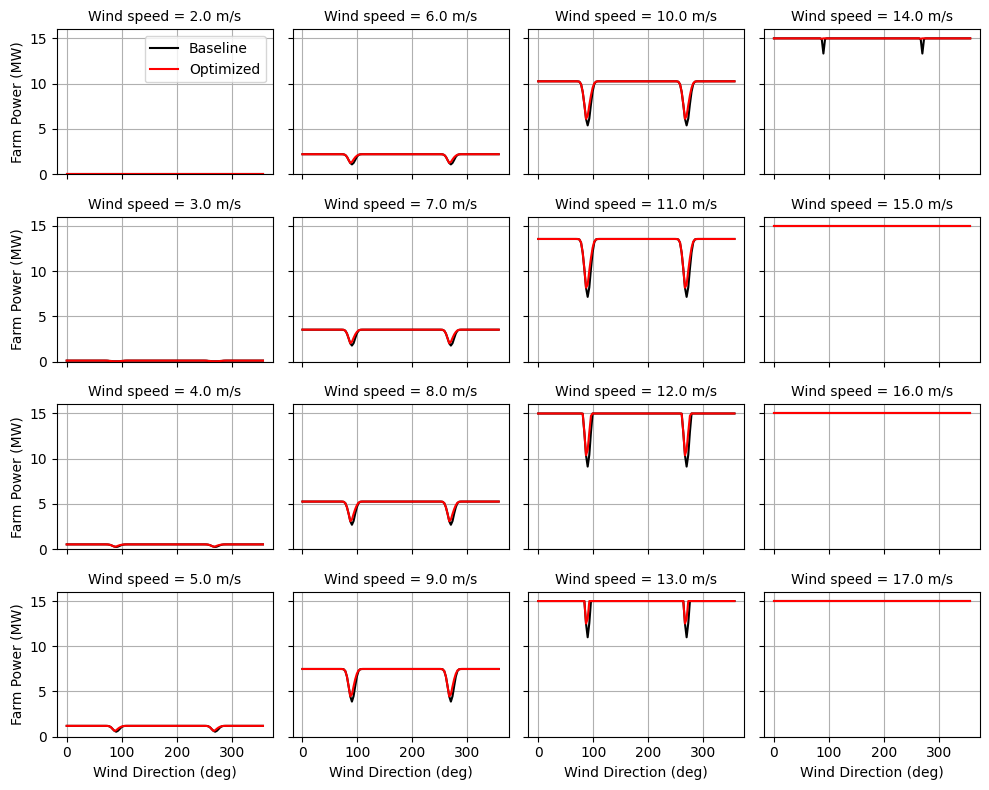 Wind speed = 2.0 m/s
Wind speed = 6.0 m/s
Wind speed = 10.0 m/s
Wind speed = 14.0 m/s
Farm Power (MW)
15
10
5
0
Baseline
Optimized
Wind speed = 3.0 m/s
Wind speed = 7.0 m/s
Wind speed = 11.0 m/s
Wind speed = 15.0 m/s
Farm Power (MW)
15
10
5
0
Wind speed = 4.0 m/s
Wind speed = 8.0 m/s
Wind speed = 12.0 m/s
Wind speed = 16.0 m/s
Farm Power (MW)
15
10
5
0
Wind speed = 5.0 m/s
Wind speed = 9.0 m/s
Wind speed = 13.0 m/s
Wind speed = 17.0 m/s
Farm Power (MW)
15
10
5
0
0 100 200 300
0 100 200 300
0 100 200 300
0 100 200 300
Wind Direction (deg)
Wind Direction (deg)
Wind Direction (deg)
Wind Direction (deg)